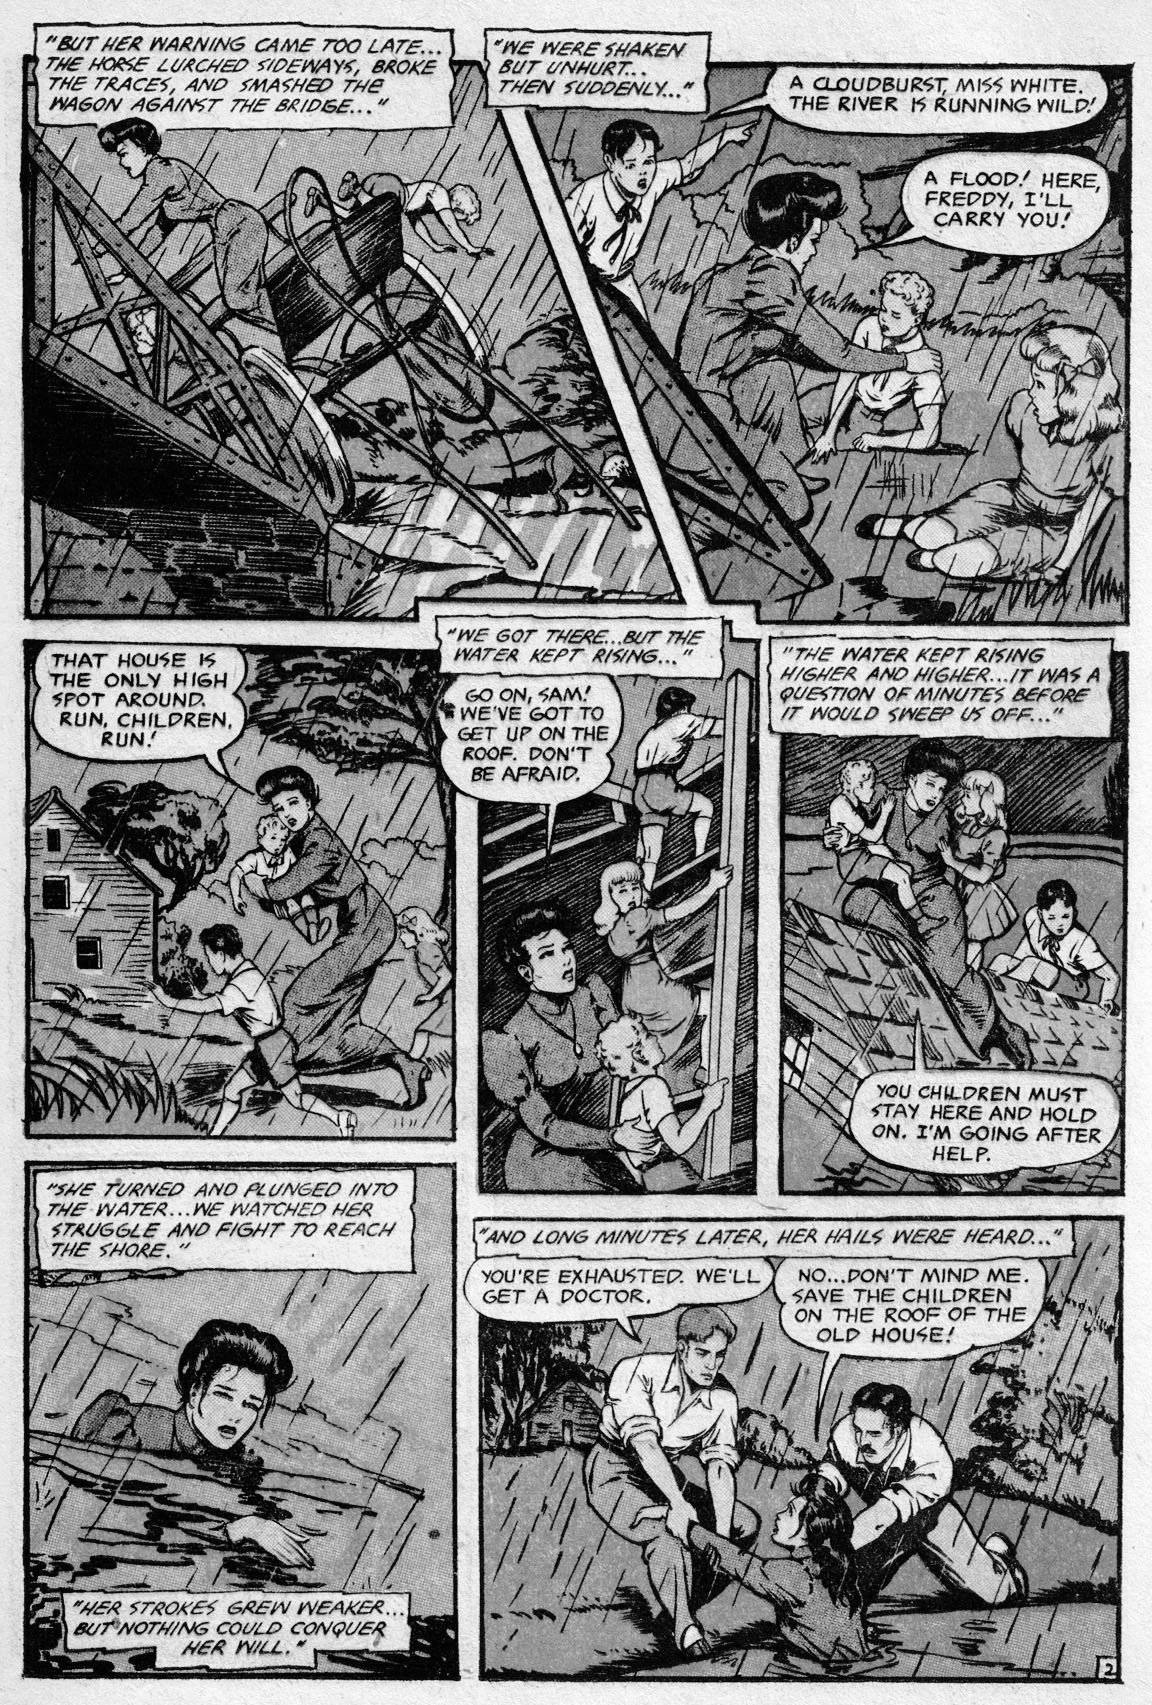 "BUT HER WARNING CAME TOO LATE...
THE HORSE LURCHED SIDEWAYS, BROKE
THE TRACES, AND SMASHED THE
WAGON AGAINST THE BRIDGE..."
"WE WERE SHAKEN
BUT UNHURT...
THEN SUDDENLY..."
A CLOUDBURST, MISS WHITE.
THE RIVER IS RUNNING WILD!
A FLOOD! HERE,
FREDDY, I'LL
CARRY YOU!
THAT HOUSE IS
THE ONLY HIGH
SPOT AROUND.
RUN, CHILDREN,
RUN!
"WE GOT THERE...BUT THE
WATER KEPT RISING..."
GO ON, SAM!
WE'VE GOT TO
GET UP ON THE
ROOF. DON'T
BE AFRAID.
"THE WATER KEPT RISING
HIGHER AND HIGHER...IT WAS A
QUESTION OF MINUTES BEFORE
IT WOULD SWEEP US OFF..."
YOU CHILDREN MUST
STAY HERE AND HOLD
ON. I'M GOING AFTER
HELP.
"SHE TURNED AND PLUNGED INTO
THE WATER...WE WATCHED HER
STRUGGLE AND FIGHT TO REACH
THE SHORE."
"HER STROKES GREW WEAKER...
BUT NOTHING COULD CONQUER
HER WILL."
"AND LONG MINUTES LATER, HER HAILS WERE HEARD..."
YOU'RE EXHAUSTED. WE'LL
GET A DOCTOR.
NO...DON'T MIND ME.
SAVE THE CHILDREN
ON THE ROOF OF THE
OLD HOUSE!
2